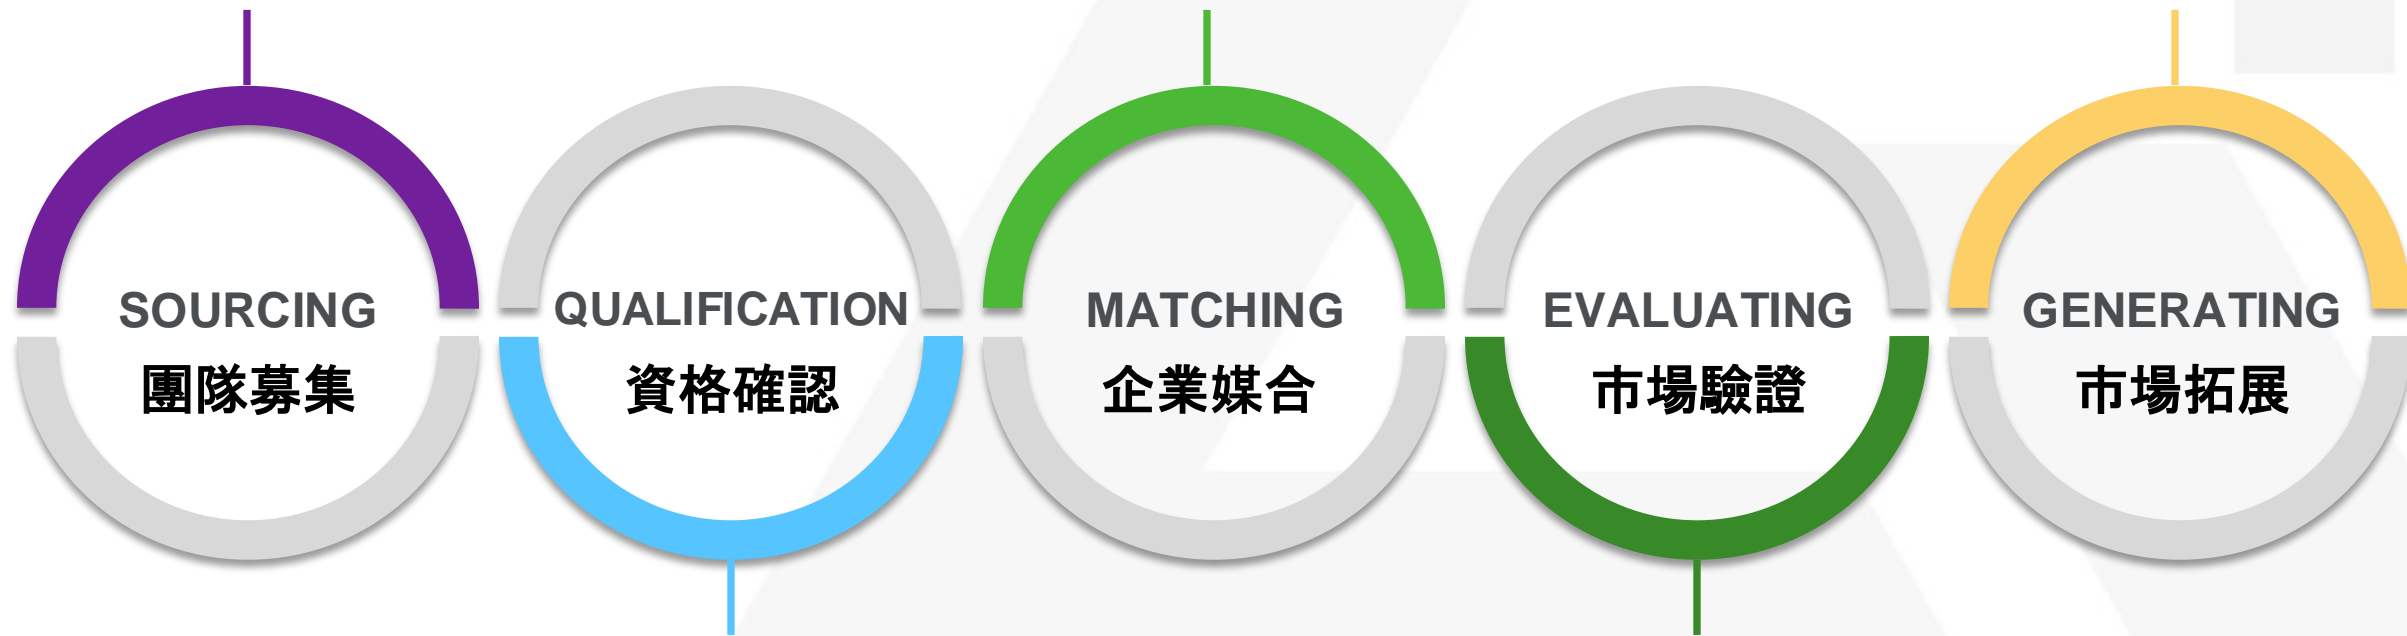 SOURCING
團隊募集
QUALIFICATION
資格確認
MATCHING
企業媒合
EVALUATING
市場驗證
GENERATING
市場拓展